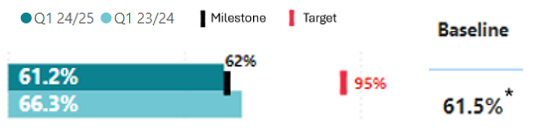 Q1 24/25 Q1 23/24 Milestone Target
Baseline
62%
61.2%
95%
66.3%
61.5%*